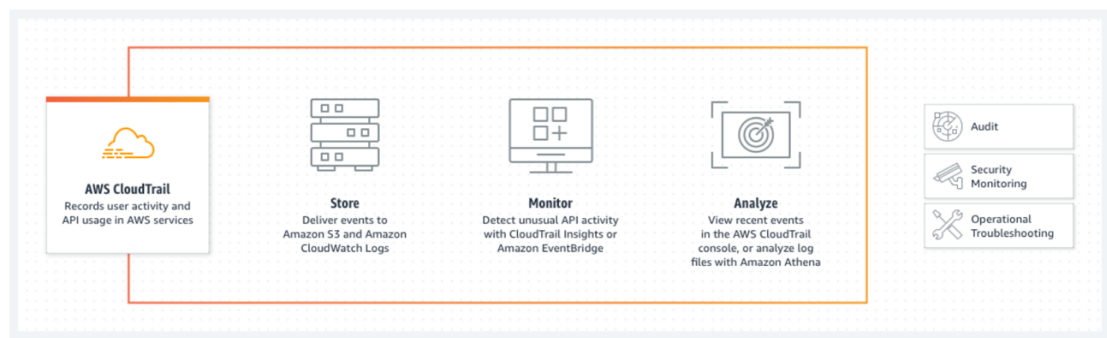 AWS CloudTrail
Records user activity and
API usage in AWS services
Store
Deliver events to
Amazon S3 and Amazon
CloudWatch Logs
Monitor
Detect unusual API activity
with CloudTrail Insights or
Amazon EventBridge
Analyze
View recent events
in the AWS CloudTrail
console, or analyze log
files with Amazon Athena
Audit
Security
Monitoring
Operational
Troubleshooting